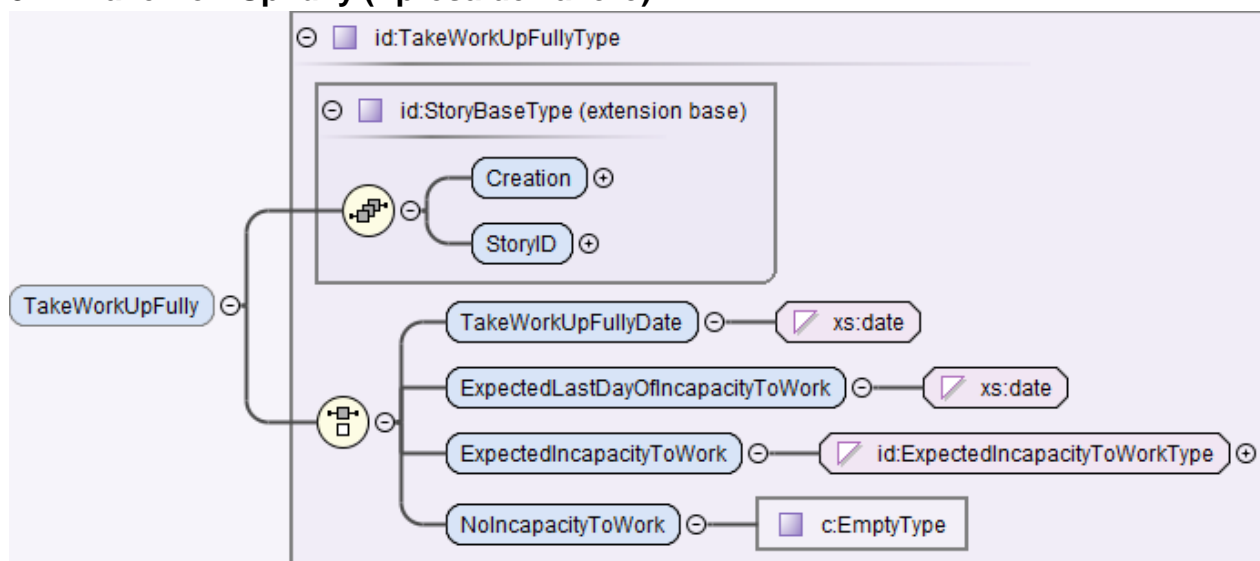 id:TakeWorkUpFullyType
id:StoryBaseType (extension base)
Creation
StoryID
TakeWorkUpFully
TakeWorkUpFullyDate
xs:date
ExpectedLastDayOfIncapacityToWork
xs:date
ExpectedIncapacityToWork
id:ExpectedIncapacityToWorkType
NoIncapacityToWork
c:EmptyType